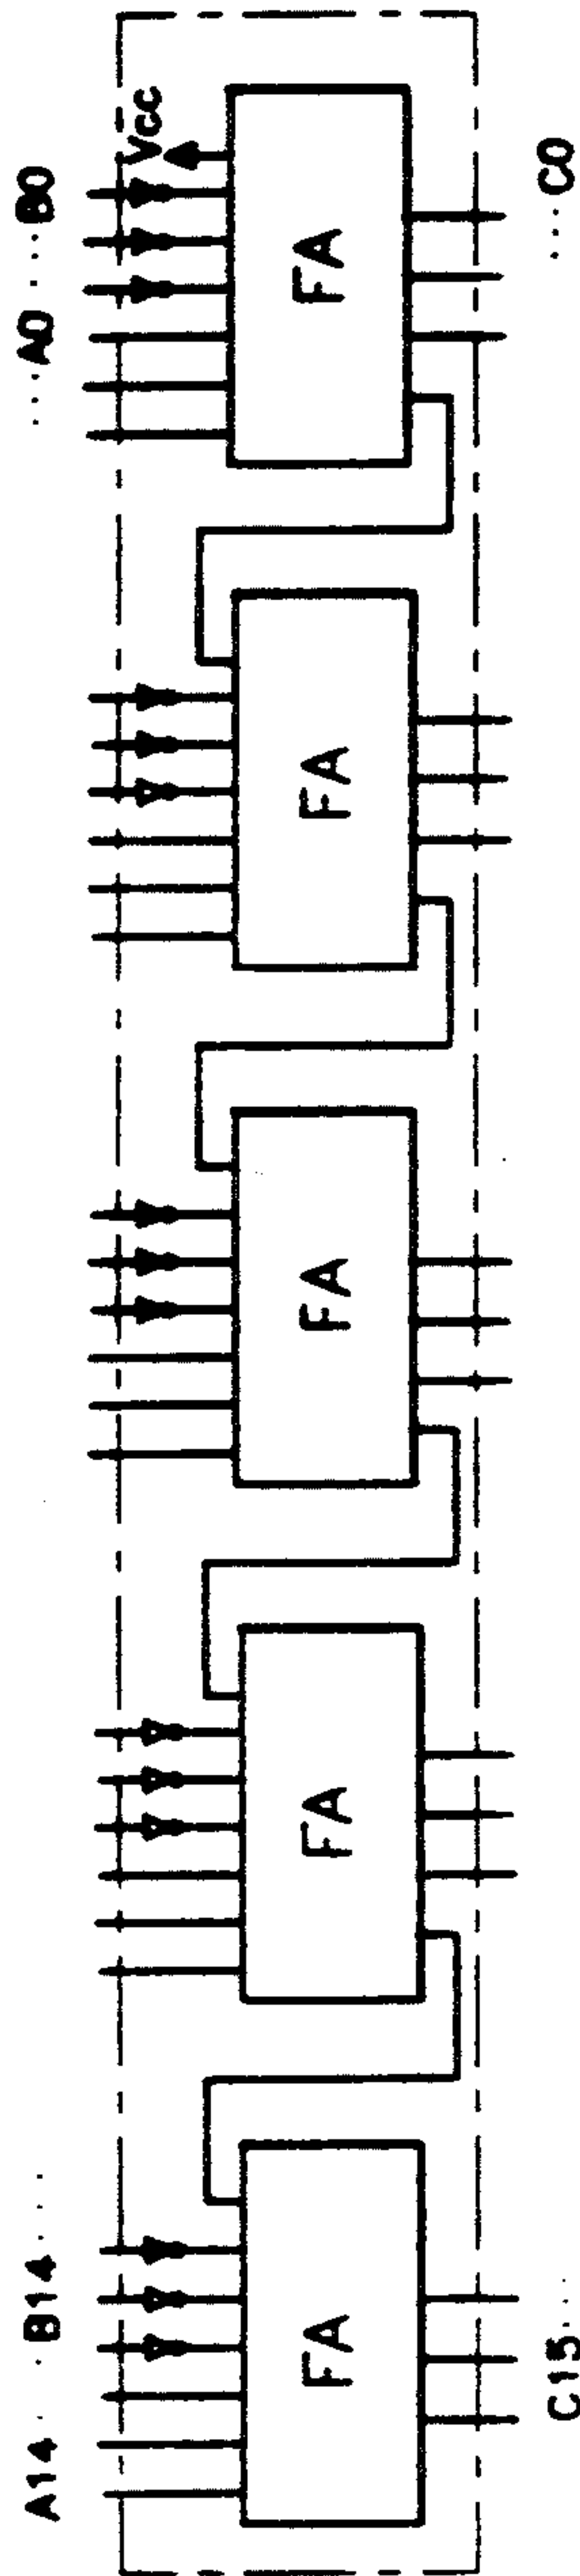 A14 . . B14 . . . .
. . . A0 . . . B0
Vcc
FA
FA
FA
FA
FA
C15 . . .
. . . C0